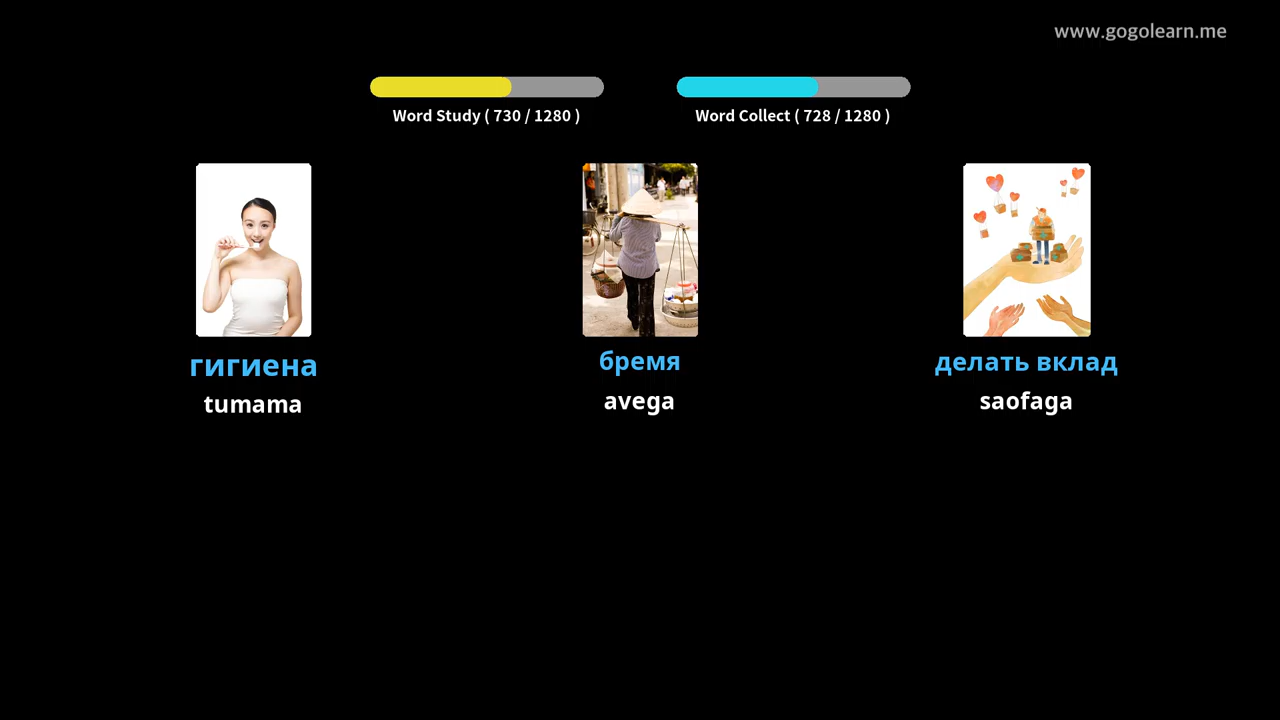 www.gogolearn.me
Word Study ( 730 / 1280 )
Word Collect ( 728 / 1280 )
гигиена
бремя
делать вклад
tumama
avega
saofaga